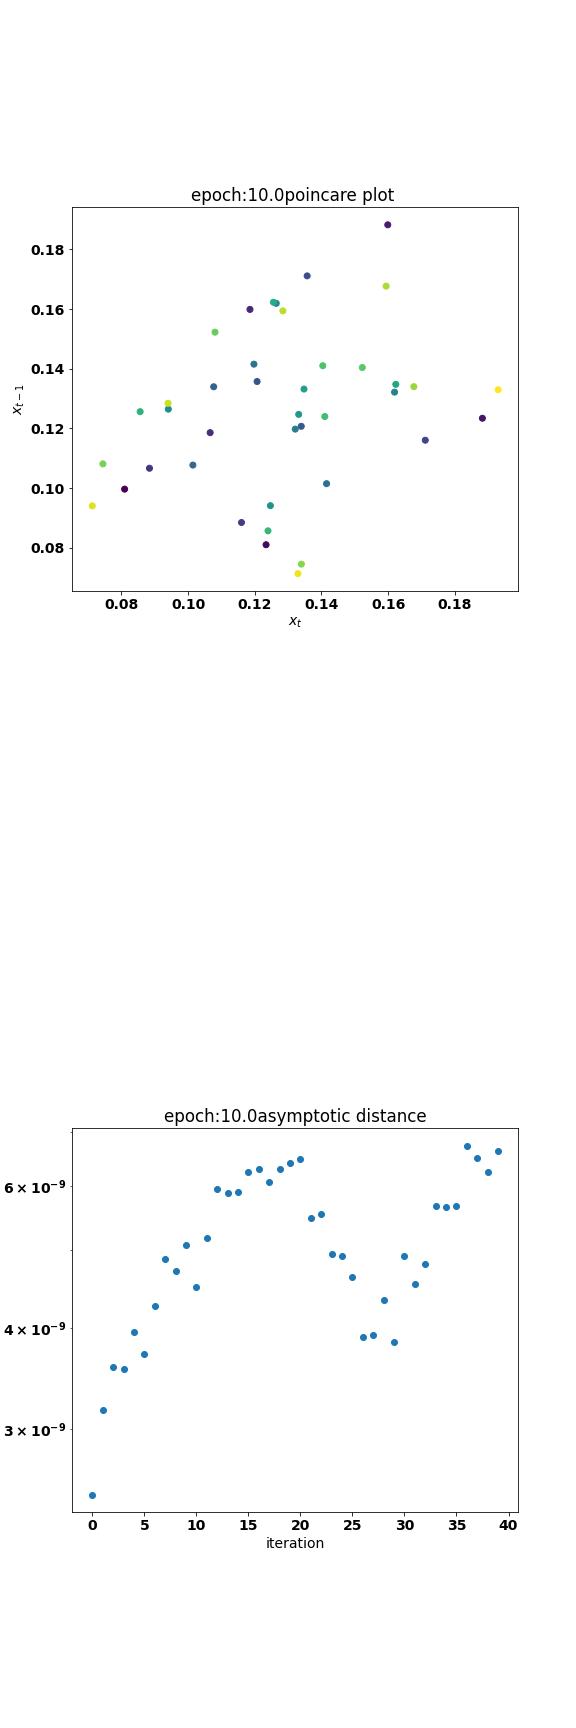 epoch:10.0poincare plot
0.18
0.16
0.14
0.12
0.10
0.08
x_{t-1}
0.08 0.10 0.12 0.14 0.16 0.18
x_t
epoch:10.0asymptotic distance
6 × 10⁻⁹
4 × 10⁻⁹
3 × 10⁻⁹
0 5 10 15 20 25 30 35 40
iteration